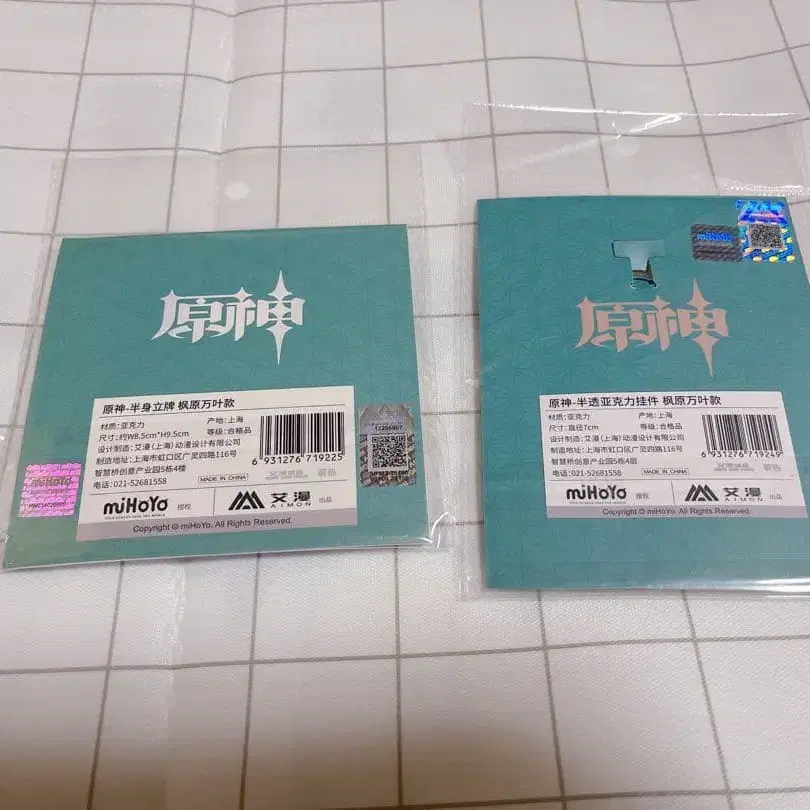 原神
原神-半身立牌 枫原万叶款
材质:亚克力 产地:上海
尺寸:约W8.5cm*H9.5cm 等级:合格品
设计制造:艾漫(上海)动漫设计有限公司
制造地址:上海市虹口区广灵四路116号
智慧桥创意产业园5栋4楼
电话:021-52681558
MADE IN CHINA
6 931276 719225
miHoYo 授权
艾漫 出品
AIMON
Copyright © miHoYo. All Rights Reserved.
miHoYo
原神
原神-半透亚克力挂件 枫原万叶款
材质:亚克力 产地:上海
尺寸:直径7cm 等级:合格品
设计制造:艾漫(上海)动漫设计有限公司
制造地址:上海市虹口区广灵四路116号
智慧桥创意产业园5栋4层
电话:021-52681558
MADE IN CHINA
6 931276 719249
miHoYo 授权
艾漫 出品
AIMON
Copyright © miHoYo. All Rights Reserved.
miHoYo